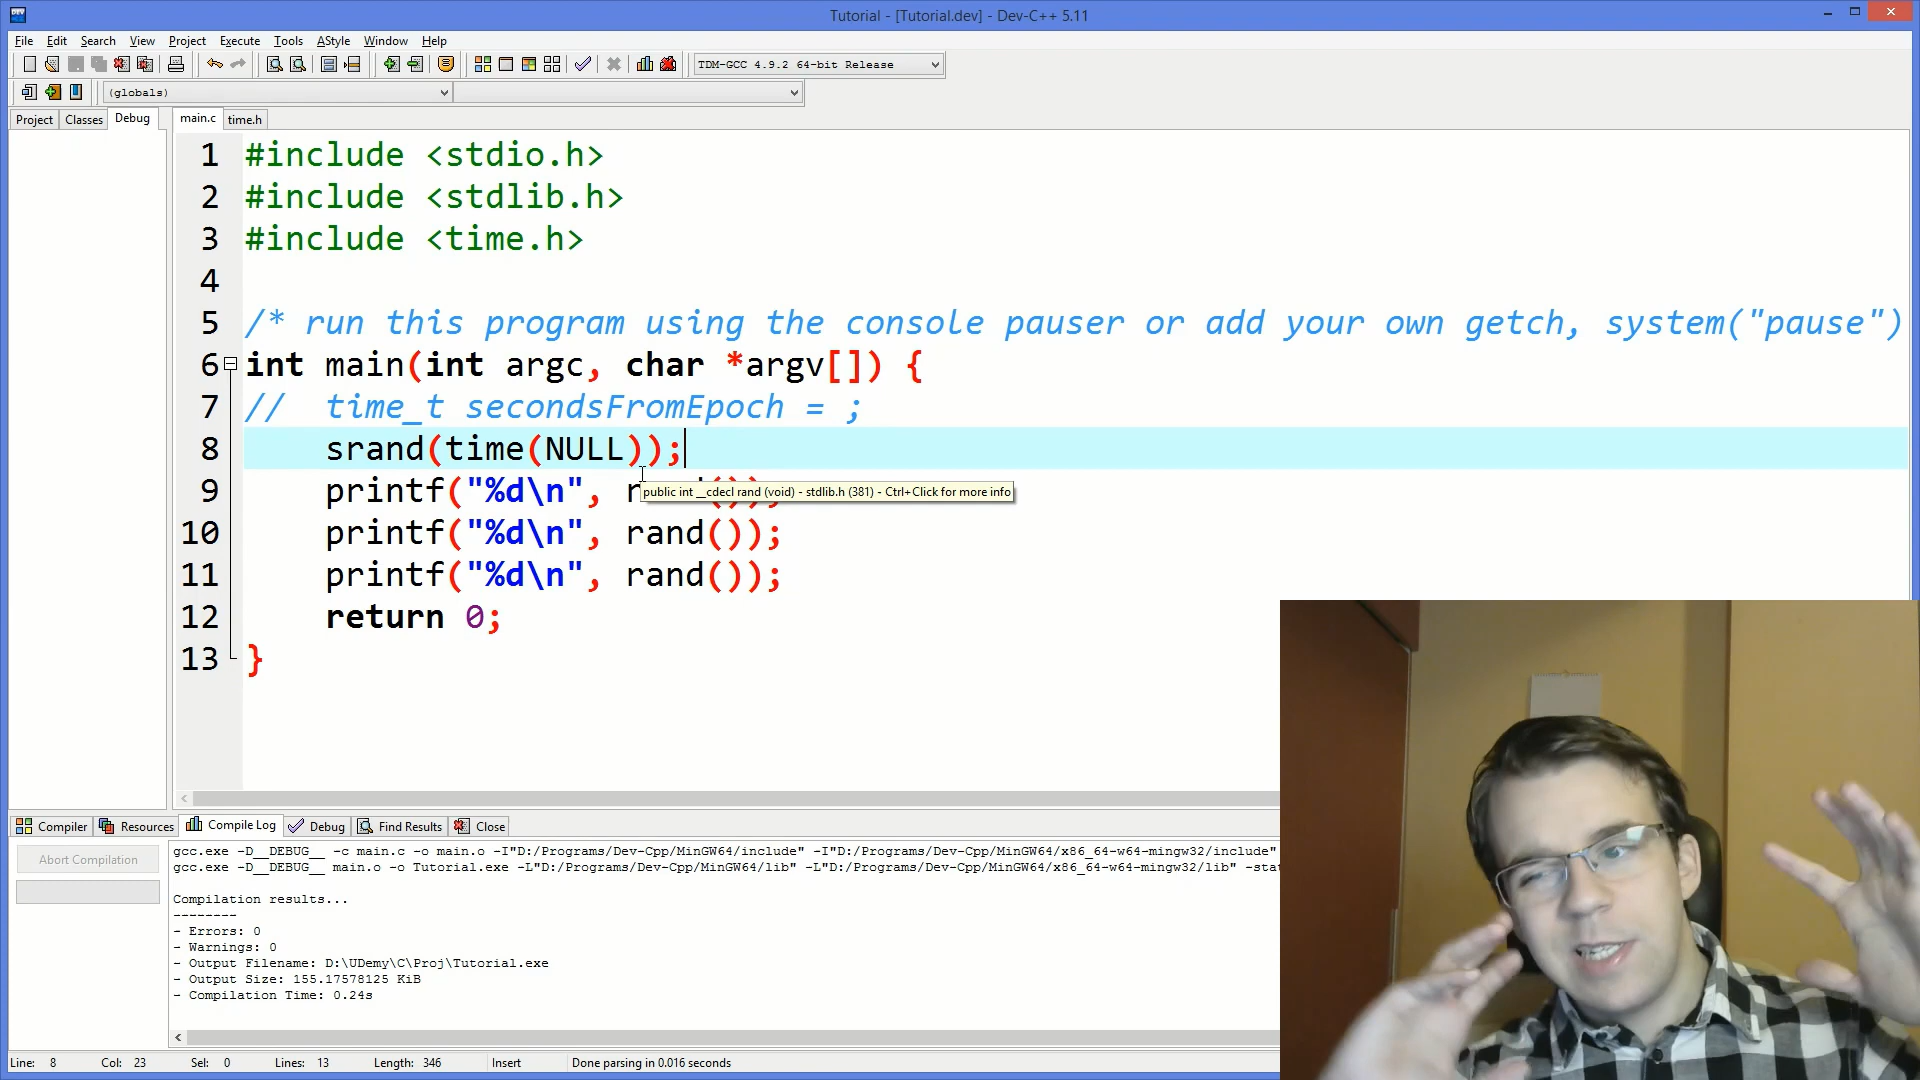 Tutorial - [Tutorial.dev] - Dev-C++ 5.11
File Edit Search View Project Execute Tools AStyle Window Help
TDM-GCC 4.9.2 64-bit Release
(globals)
Project Classes Debug main.c time.h
1 #include <stdio.h>
2 #include <stdlib.h>
3 #include <time.h>
4
5 /* run this program using the console pauser or add your own getch, system("pause")
6 int main(int argc, char *argv[]) {
7 // time_t secondsFromEpoch = ;
8 srand(time(NULL));
9 printf("%d\n", r
public int __cdecl rand (void) - stdlib.h (381) - Ctrl+Click for more info
10 printf("%d\n", rand());
11 printf("%d\n", rand());
12 return 0;
13 }
Compiler Resources Compile Log Debug Find Results Close
Abort Compilation
gcc.exe -D__DEBUG__ -c main.c -o main.o -I"D:/Programs/Dev-Cpp/MinGW64/include" -I"D:/Programs/Dev-Cpp/MinGW64/x86_64-w64-mingw32/include"
gcc.exe -D__DEBUG__ main.o -o Tutorial.exe -L"D:/Programs/Dev-Cpp/MinGW64/lib" -L"D:/Programs/Dev-Cpp/MinGW64/x86_64-w64-mingw32/lib" -sta
Compilation results...
--------
- Errors: 0
- Warnings: 0
- Output Filename: D:\UDemy\C\Proj\Tutorial.exe
- Output Size: 155.17578125 KiB
- Compilation Time: 0.24s
Line: 8 Col: 23 Sel: 0 Lines: 13 Length: 346 Insert Done parsing in 0.016 seconds